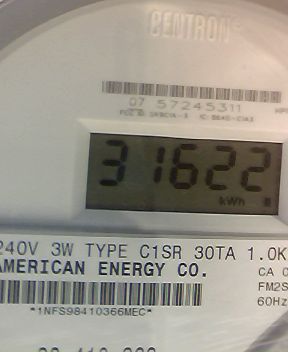 CENTRON®
07 57245311
31622
kWh
240V 3W TYPE C1SR 30TA 1.0K
AMERICAN ENERGY CO.
CA 0
FM2S
*1NFS98410366MEC*
60Hz